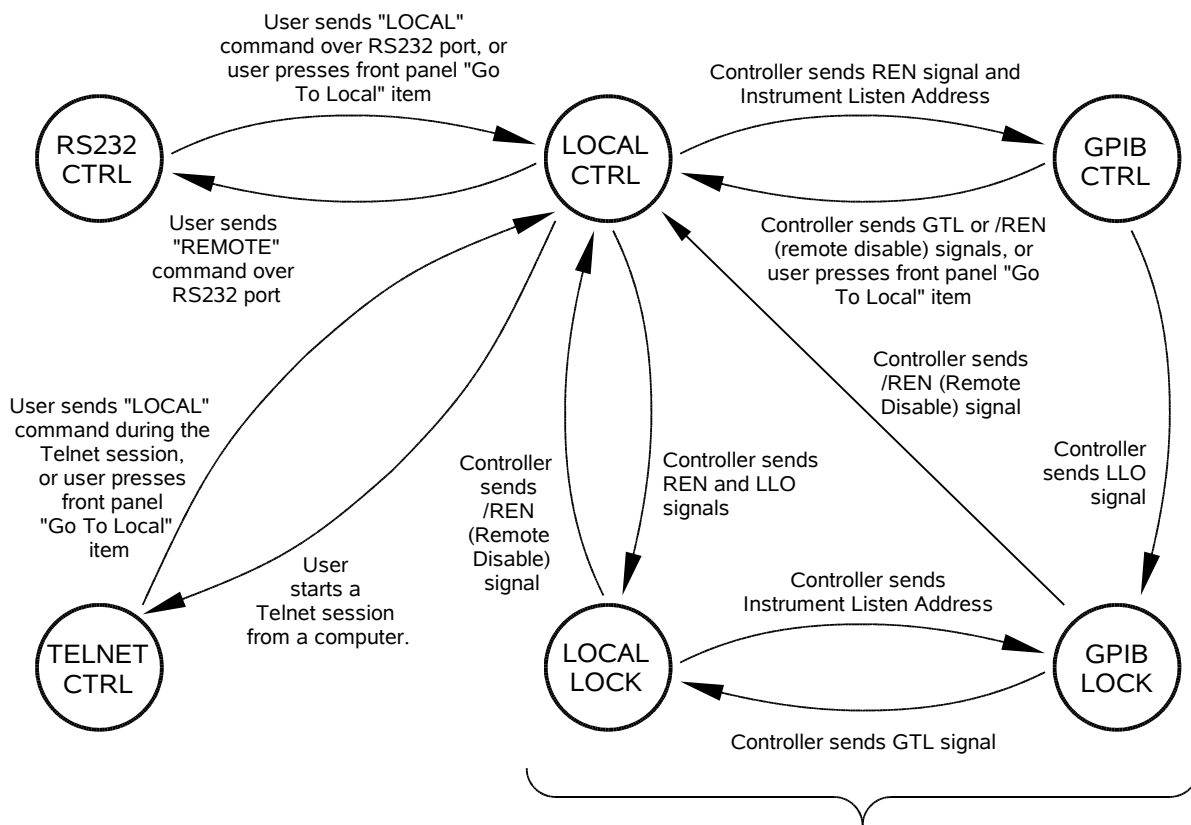 User sends "LOCAL"
command over RS232 port, or
user presses front panel "Go
To Local" item
Controller sends REN signal and
Instrument Listen Address
RS232
CTRL
LOCAL
CTRL
GPIB
CTRL
User sends
"REMOTE"
command over
RS232 port
Controller sends GTL or /REN
(remote disable) signals, or
user presses front panel "Go
To Local" item
Controller sends
/REN (Remote
Disable) signal
User sends "LOCAL"
command during the
Telnet session,
or user presses
front panel
"Go To Local"
item
Controller
sends
/REN
(Remote
Disable)
signal
Controller sends
REN and LLO
signals
Controller
sends LLO
signal
User
starts a
Telnet session
from a computer.
Controller sends
Instrument Listen Address
TELNET
CTRL
LOCAL
LOCK
GPIB
LOCK
Controller sends GTL signal